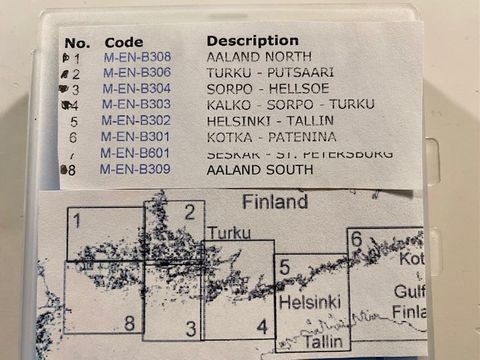 No. Code Description
1 M-EN-B308 AALAND NORTH
2 M-EN-B306 TURKU - PUTSAARI
3 M-EN-B304 SORPO - HELLSOE
4 M-EN-B303 KALKO - SORPO - TURKU
5 M-EN-B302 HELSINKI - TALLIN
6 M-EN-B301 KOTKA - PATENINA
7 M-EN-B601 SESKAR - ST. PETERSBURG
8 M-EN-B309 AALAND SOUTH
Finland
1 2
Turku
6
5
Kot
Helsinki
Gulf
Finla
8 3 4
Tallin